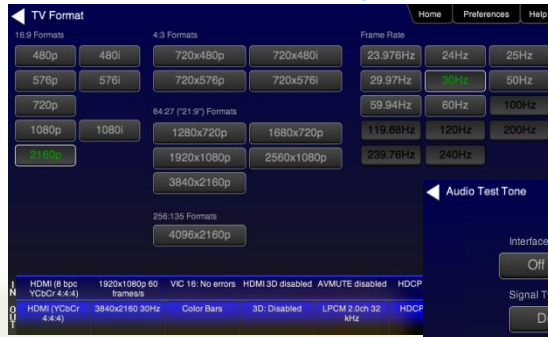 TV Format
Home Preferences Help
16:9 Formats 4:3 Formats Frame Rate
480p 480i 720x480p 720x480i 23.976Hz 24Hz 25Hz
576p 576i 720x576p 720x576i 29.97Hz 30Hz 50Hz
720p 59.94Hz 60Hz 100Hz
64:27 ("21:9") Formats
1080p 1080i 1280x720p 1680x720p 119.88Hz 120Hz 200Hz
2160p 1920x1080p 2560x1080p 239.76Hz 240Hz
3840x2160p
Audio Test Tone
256:135 Formats
4096x2160p
Interface
Off
Signal T
D
IN HDMI (8 bpc YCbCr 4:4:4) 1920x1080p 60 frames/s VIC 16: No errors HDMI 3D disabled AVMUTE disabled HDCP
OUT HDMI (YCbCr 4:4:4) 3840x2160 30Hz Color Bars 3D: Disabled LPCM 2.0ch 32 kHz HDCP